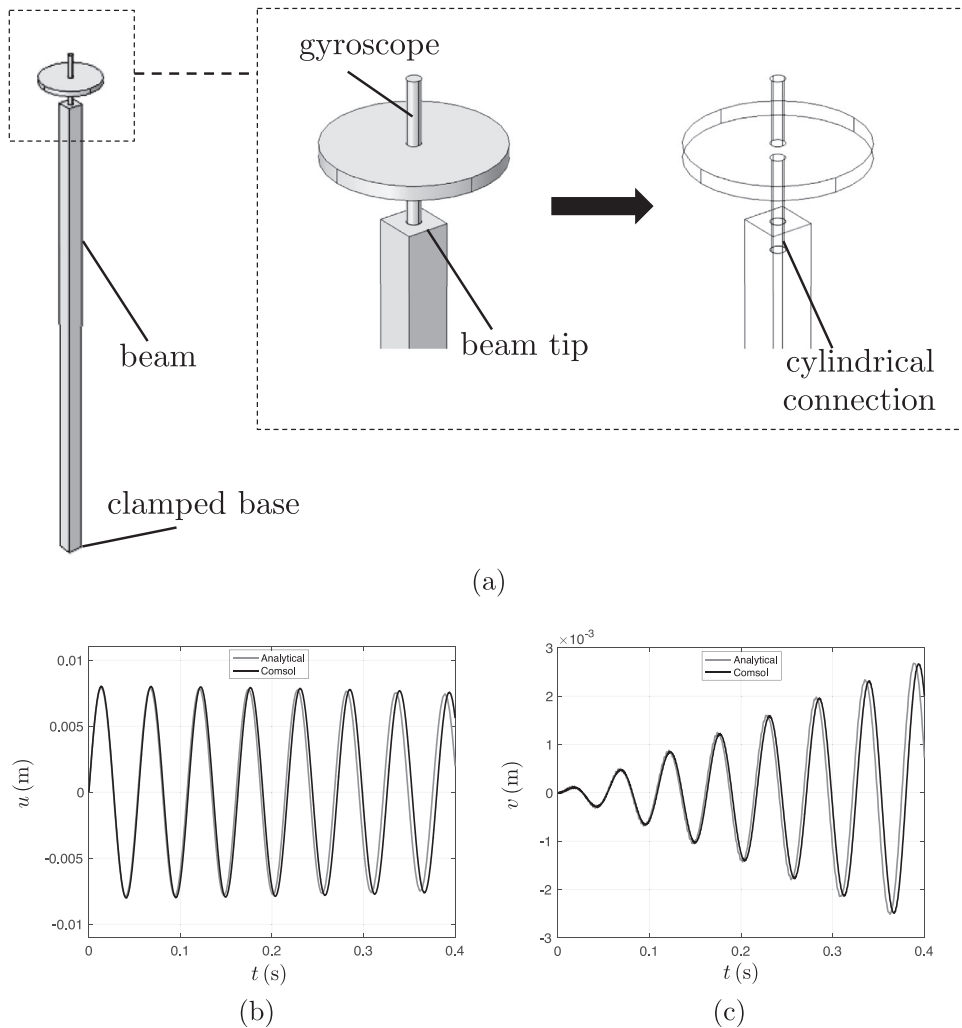 gyroscope
beam tip
cylindrical
connection
beam
clamped base
(a)
Analytical
Comsol
0.01
0.005
0
-0.005
-0.01
u (m)
0
0.1
0.2
0.3
0.4
t (s)
(b)
×10⁻³
Analytical
Comsol
3
2
1
0
-1
-2
-3
v (m)
0
0.1
0.2
0.3
0.4
t (s)
(c)